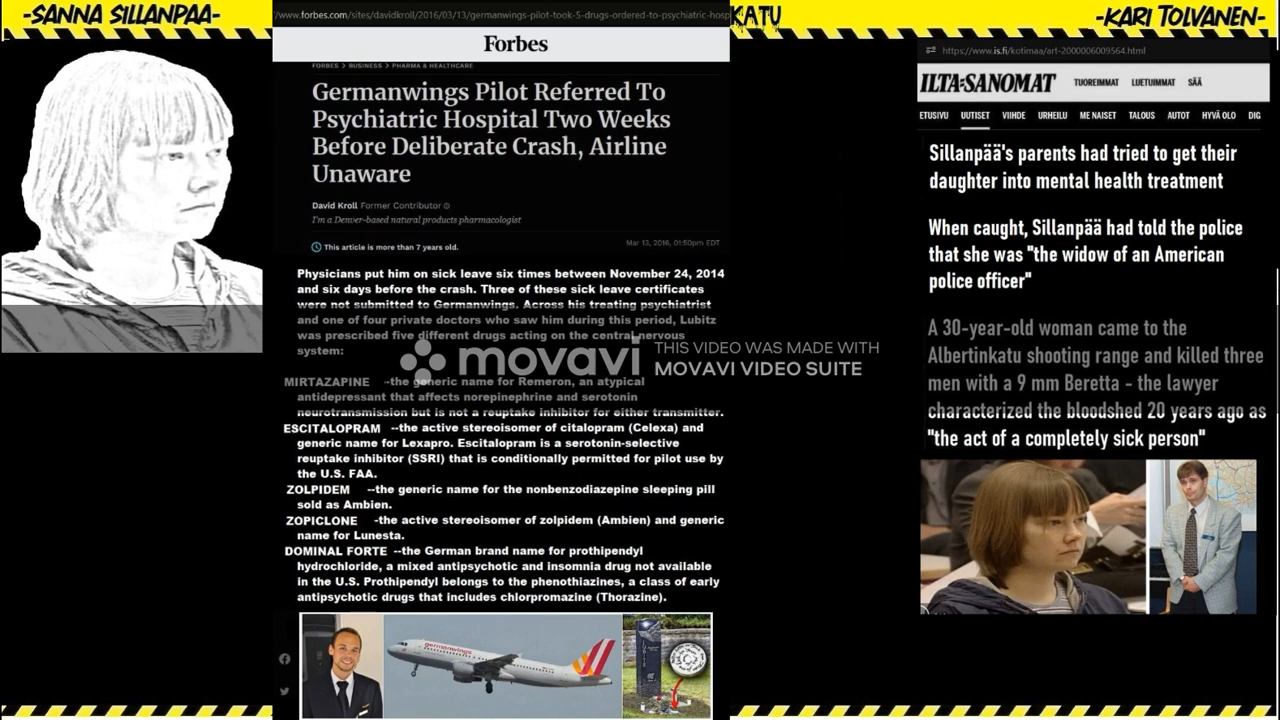 -SANNA SILLANPAA-
KATU
-KARI TOLVANEN-
/www.forbes.com/sites/davidkroll/2016/03/13/germanwings-pilot-took-5-drugs-ordered-to-psychiatric-hosp
Forbes
FORBES > BUSINESS > PHARMA & HEALTHCARE
Germanwings Pilot Referred To
Psychiatric Hospital Two Weeks
Before Deliberate Crash, Airline
Unaware
David Kroll Former Contributor
I'm a Denver-based natural products pharmacologist
This article is more than 7 years old.
Mar 13, 2016, 01:50pm EDT
Physicians put him on sick leave six times between November 24, 2014
and six days before the crash. Three of these sick leave certificates
were not submitted to Germanwings. Across his treating psychiatrist
and one of four private doctors who saw him during this period, Lubitz
was prescribed five different drugs acting on the central nervous
system:
MIRTAZAPINE --the generic name for Remeron, an atypical
antidepressant that affects norepinephrine and serotonin
neurotransmission but is not a reuptake inhibitor for either transmitter.
ESCITALOPRAM --the active stereoisomer of citalopram (Celexa) and
generic name for Lexapro. Escitalopram is a serotonin-selective
reuptake inhibitor (SSRI) that is conditionally permitted for pilot use by
the U.S. FAA.
ZOLPIDEM --the generic name for the nonbenzodiazepine sleeping pill
sold as Ambien.
ZOPICLONE -the active stereoisomer of zolpidem (Ambien) and generic
name for Lunesta.
DOMINAL FORTE --the German brand name for prothipendyl
hydrochloride, a mixed antipsychotic and insomnia drug not available
in the U.S. Prothipendyl belongs to the phenothiazines, a class of early
antipsychotic drugs that includes chlorpromazine (Thorazine).
germanwings
movavi
THIS VIDEO WAS MADE WITH
MOVAVI VIDEO SUITE
https://www.is.fi/kotimaa/art-2000006009564.html
ILTA-SANOMAT TUOREIMMAT LUETUIMMAT SÄÄ
ETUSIVU UUTISET VIIHDE URHEILU ME NAISET TALOUS AUTOT HYVÄ OLO DIG
Sillanpää's parents had tried to get their
daughter into mental health treatment
When caught, Sillanpää had told the police
that she was "the widow of an American
police officer"
A 30-year-old woman came to the
Albertinkatu shooting range and killed three
men with a 9 mm Beretta - the lawyer
characterized the bloodshed 20 years ago as
"the act of a completely sick person"